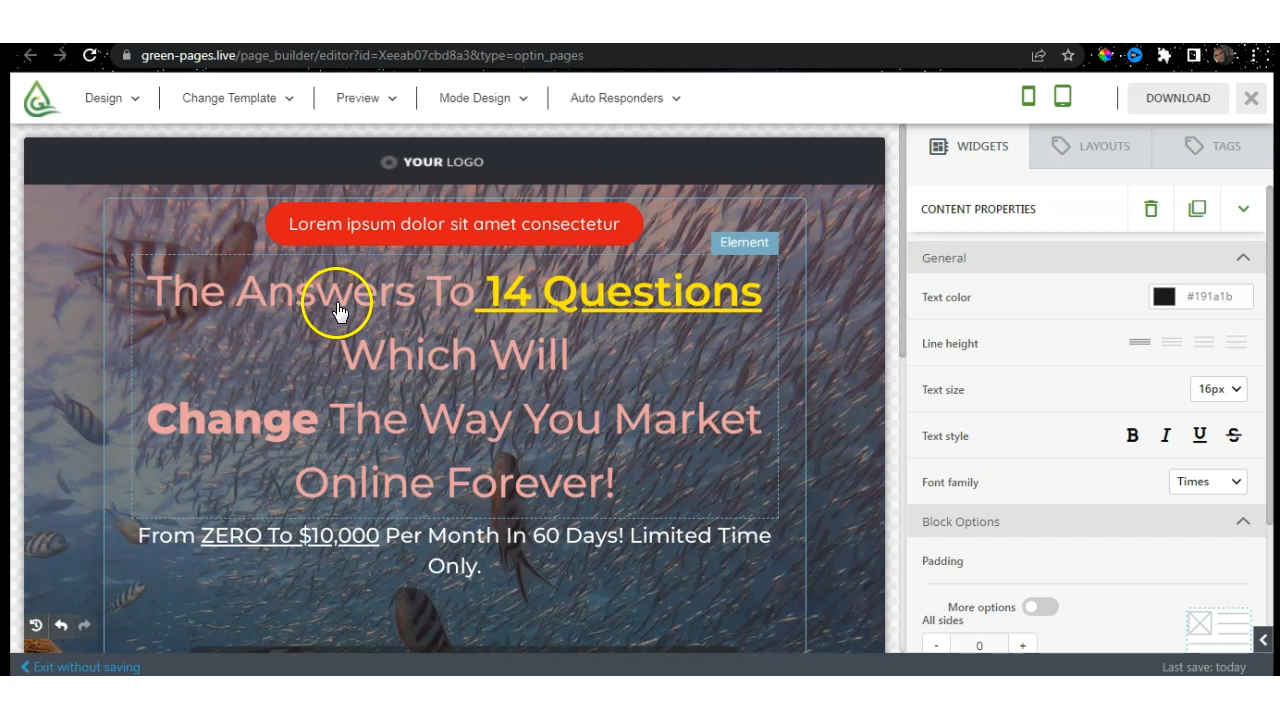 green-pages.live/page_builder/editor?id=Xeeab07cbd8a3&type=optin_pages
Design
Change Template
Preview
Mode Design
Auto Responders
DOWNLOAD
YOUR LOGO
Lorem ipsum dolor sit amet consectetur
Element
The Answers To 14 Questions
Which Will
Change The Way You Market
Online Forever!
From ZERO To $10,000 Per Month In 60 Days! Limited Time
Only.
WIDGETS
LAYOUTS
TAGS
CONTENT PROPERTIES
General
Text color
#191a1b
Line height
Text size
16px
Text style
B I U S
Font family
Times
Block Options
Padding
More options
All sides
- 0 +
Exit without saving
Last save: today